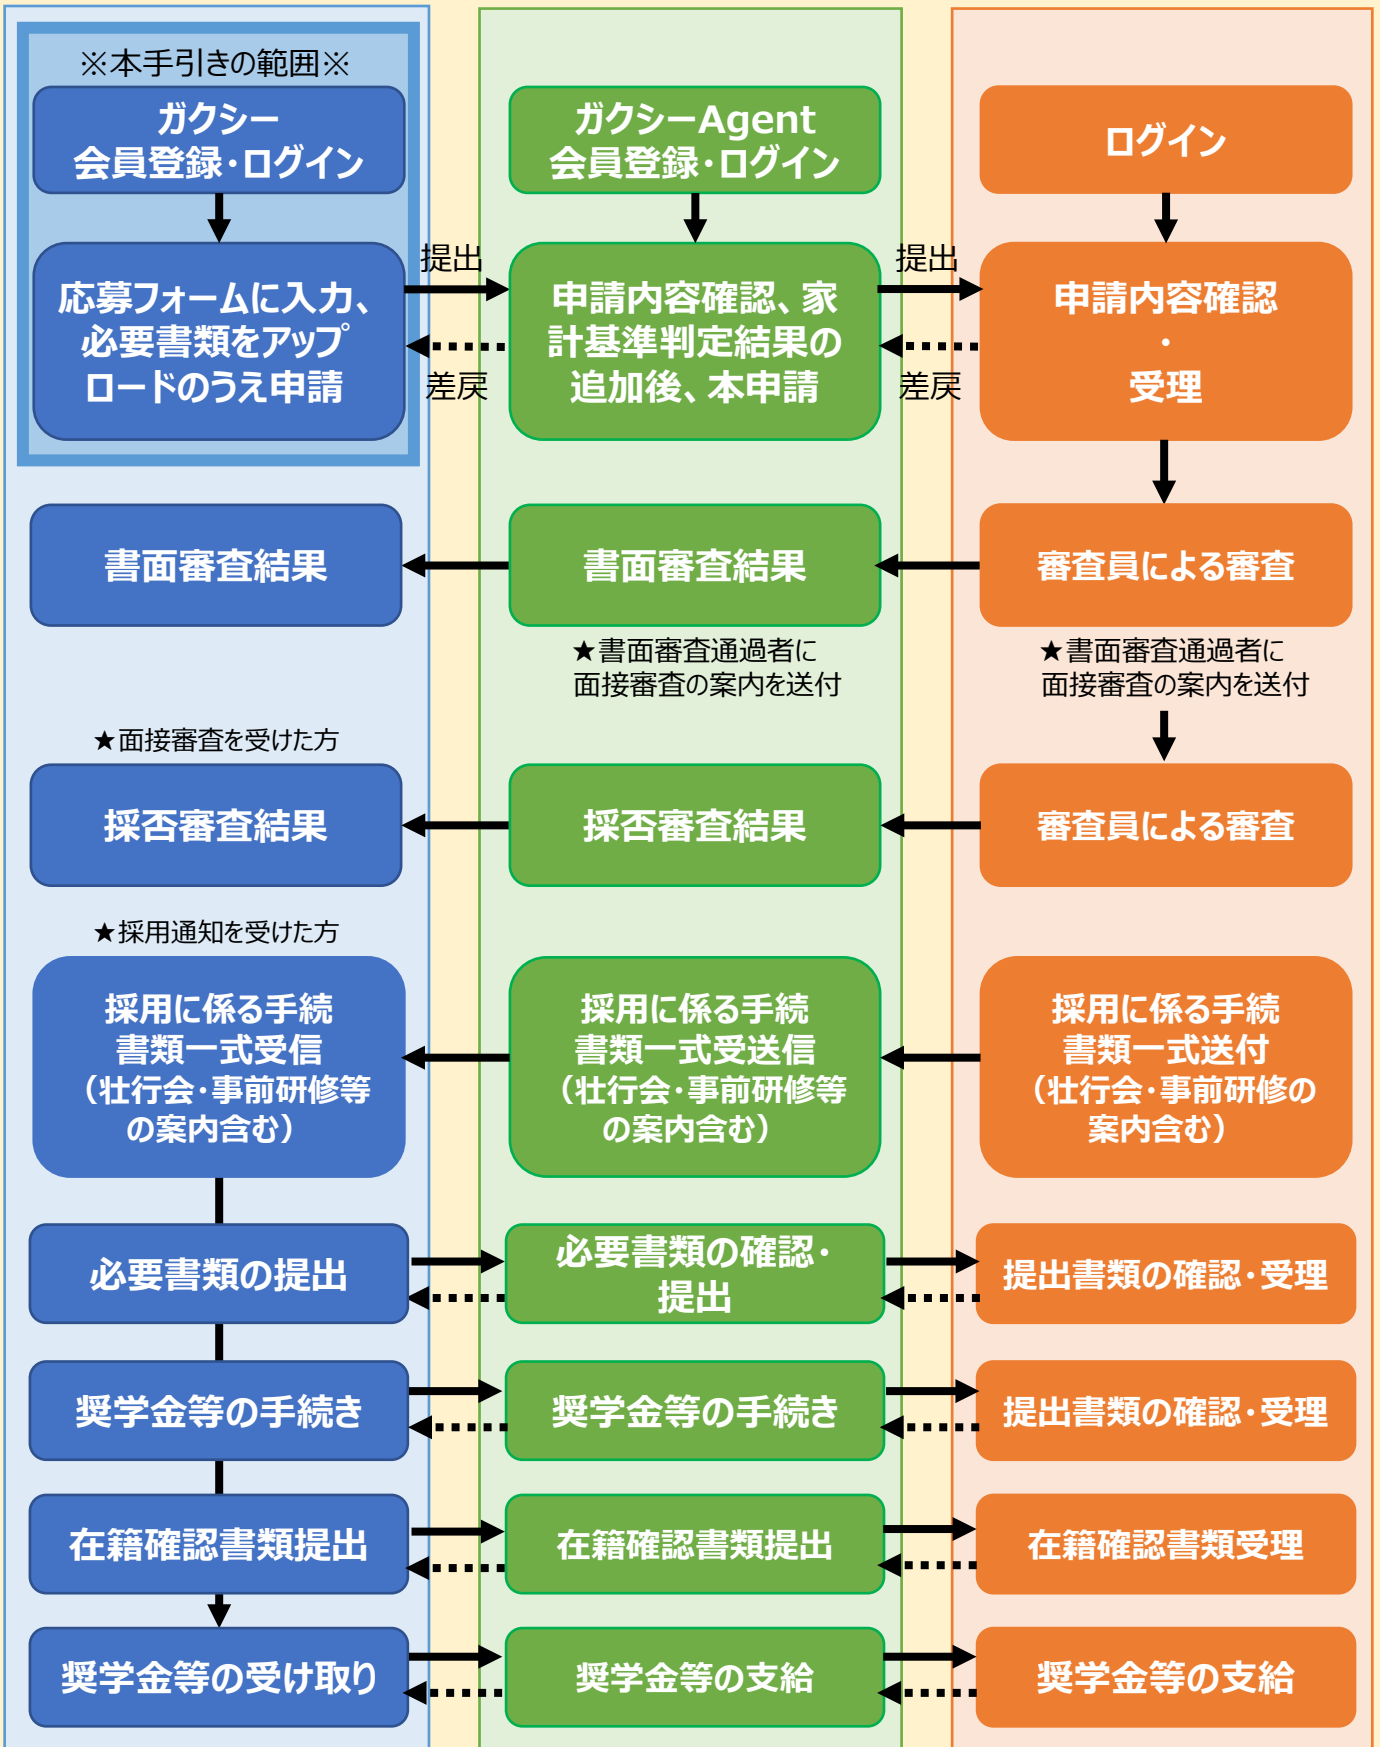 ※本手引きの範囲※
ガクシー
会員登録・ログイン
ガクシーAgent
会員登録・ログイン
ログイン
応募フォームに入力、
必要書類をアップ
ロードのうえ申請
提出
差戻
申請内容確認、家
計基準判定結果の
追加後、本申請
提出
差戻
申請内容確認
・
受理
書面審査結果
書面審査結果
審査員による審査
★書面審査通過者に
面接審査の案内を送付
★書面審査通過者に
面接審査の案内を送付
★面接審査を受けた方
採否審査結果
採否審査結果
審査員による審査
★採用通知を受けた方
採用に係る手続
書類一式受信
（壮行会・事前研修等
の案内含む）
採用に係る手続
書類一式受送信
（壮行会・事前研修等
の案内含む）
採用に係る手続
書類一式送付
（壮行会・事前研修の
案内含む）
必要書類の提出
必要書類の確認・
提出
提出書類の確認・受理
奨学金等の手続き
奨学金等の手続き
提出書類の確認・受理
在籍確認書類提出
在籍確認書類提出
在籍確認書類受理
奨学金等の受け取り
奨学金等の支給
奨学金等の支給